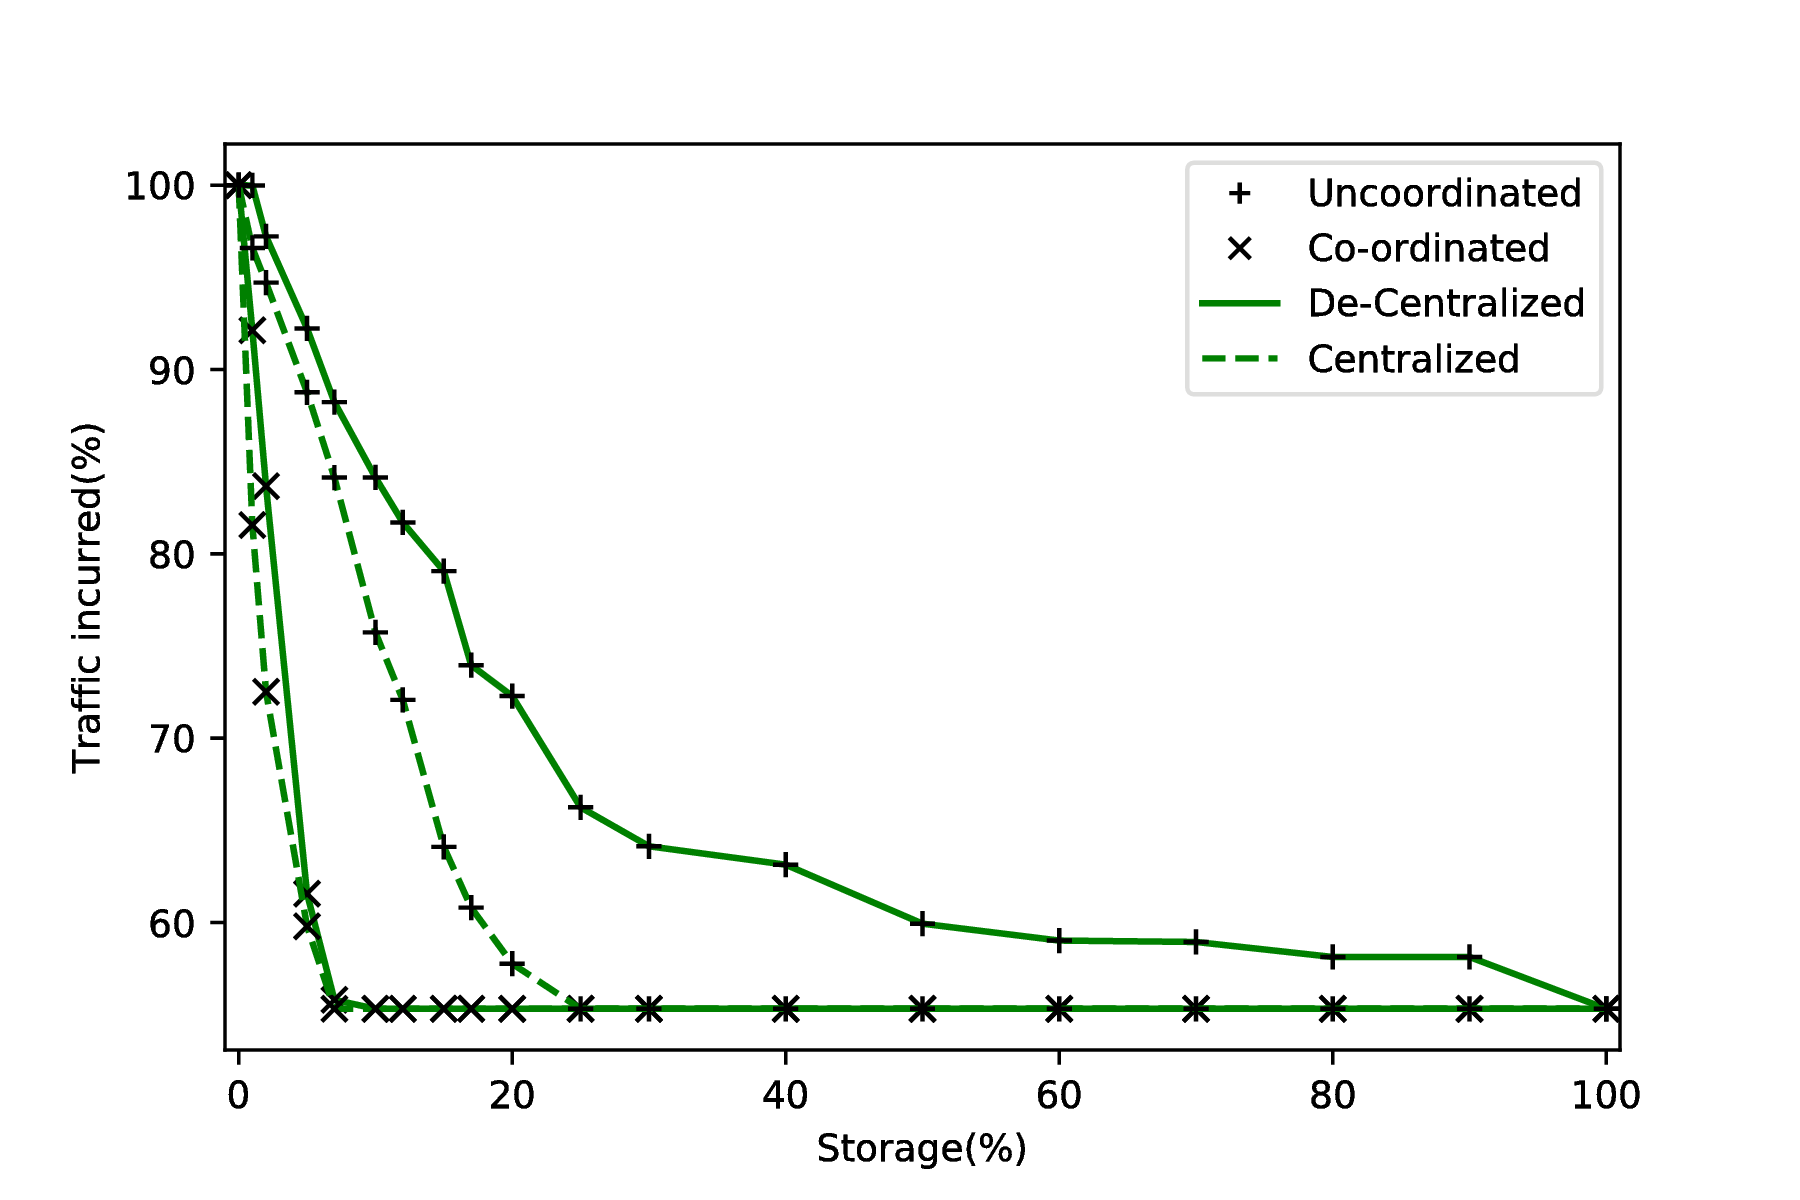 Uncoordinated
Co-ordinated
De-Centralized
Centralized
Traffic incurred(%)
100
90
80
70
60
0 20 40 60 80 100
Storage(%)